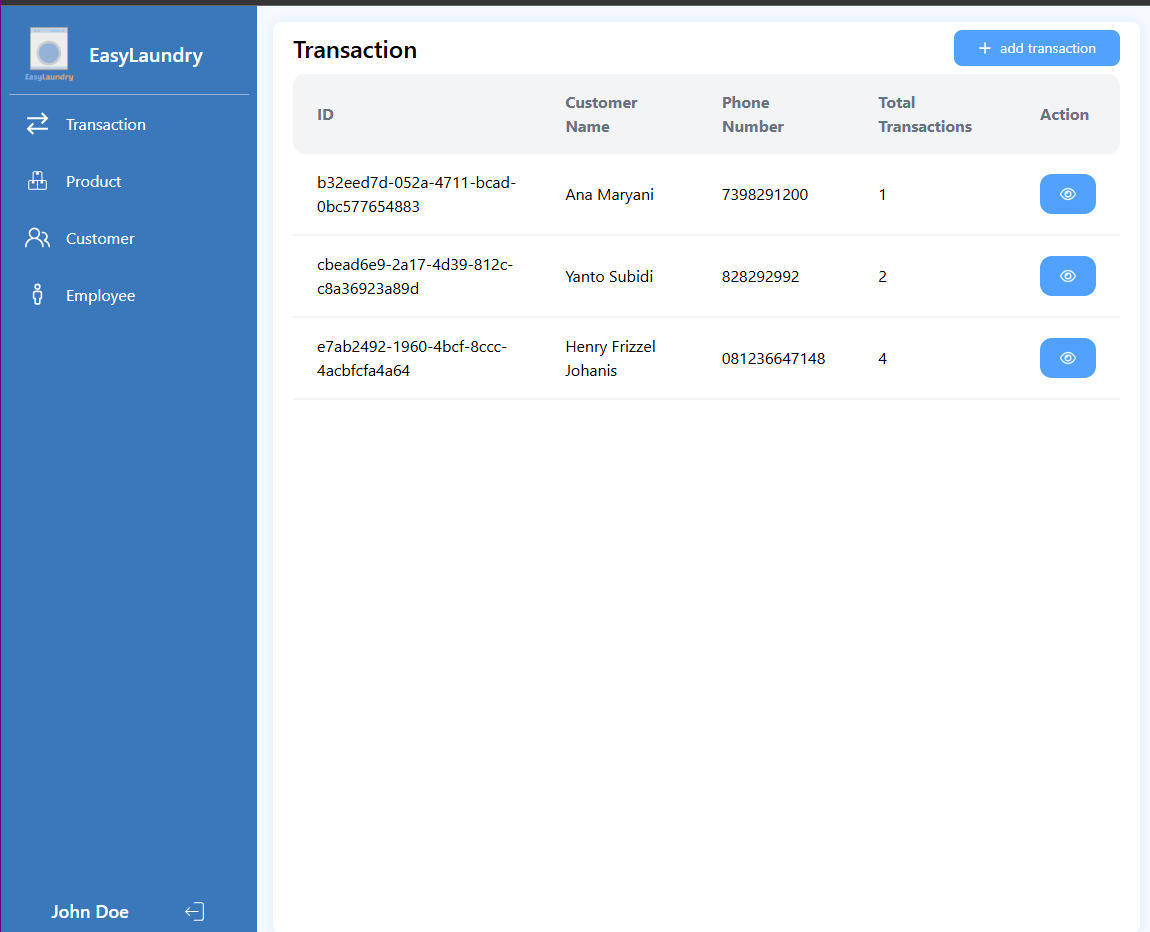 EasyLaundry
EasyLaundry
Transaction
Product
Customer
Employee
John Doe
Transaction
add transaction
ID
Customer
Name
Phone
Number
Total
Transactions
Action
b32eed7d-052a-4711-bcad-
0bc577654883
Ana Maryani
7398291200
1
cbead6e9-2a17-4d39-812c-
c8a36923a89d
Yanto Subidi
828292992
2
e7ab2492-1960-4bcf-8ccc-
4acbfcfa4a64
Henry Frizzel
Johanis
081236647148
4